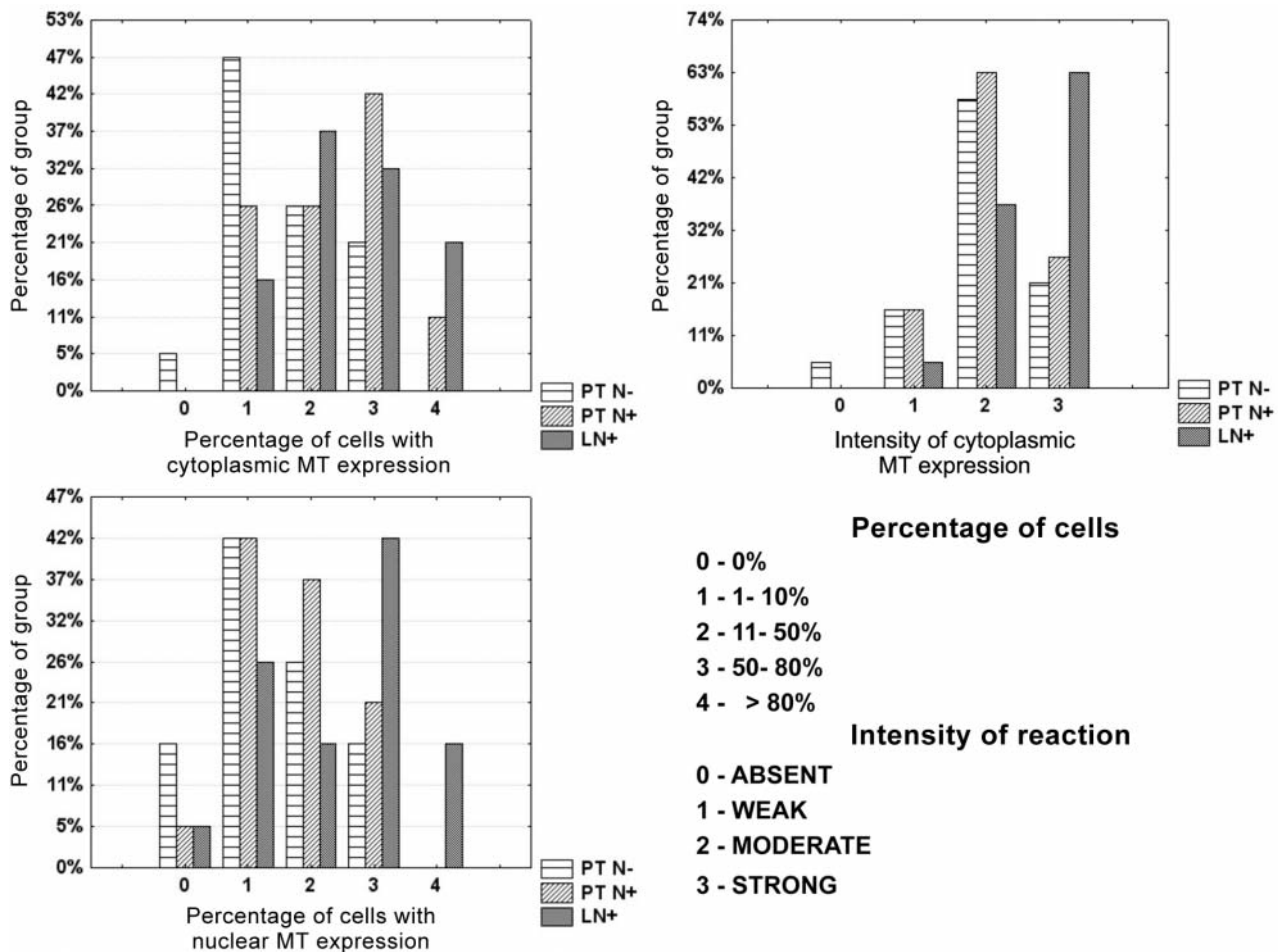 53%
47%
42%
37%
32%
26%
21%
16%
11%
5%
0%
Percentage of group
0 1 2 3 4
Percentage of cells with
cytoplasmic MT expression
PT N-
PT N+
LN+
74%
63%
53%
42%
32%
21%
11%
0%
Percentage of group
0 1 2 3
Intensity of cytoplasmic
MT expression
PT N-
PT N+
LN+
47%
42%
37%
32%
26%
21%
16%
11%
5%
0%
Percentage of group
0 1 2 3 4
Percentage of cells with
nuclear MT expression
PT N-
PT N+
LN+
Percentage of cells
0 - 0%
1 - 1- 10%
2 - 11- 50%
3 - 50- 80%
4 - > 80%
Intensity of reaction
0 - ABSENT
1 - WEAK
2 - MODERATE
3 - STRONG